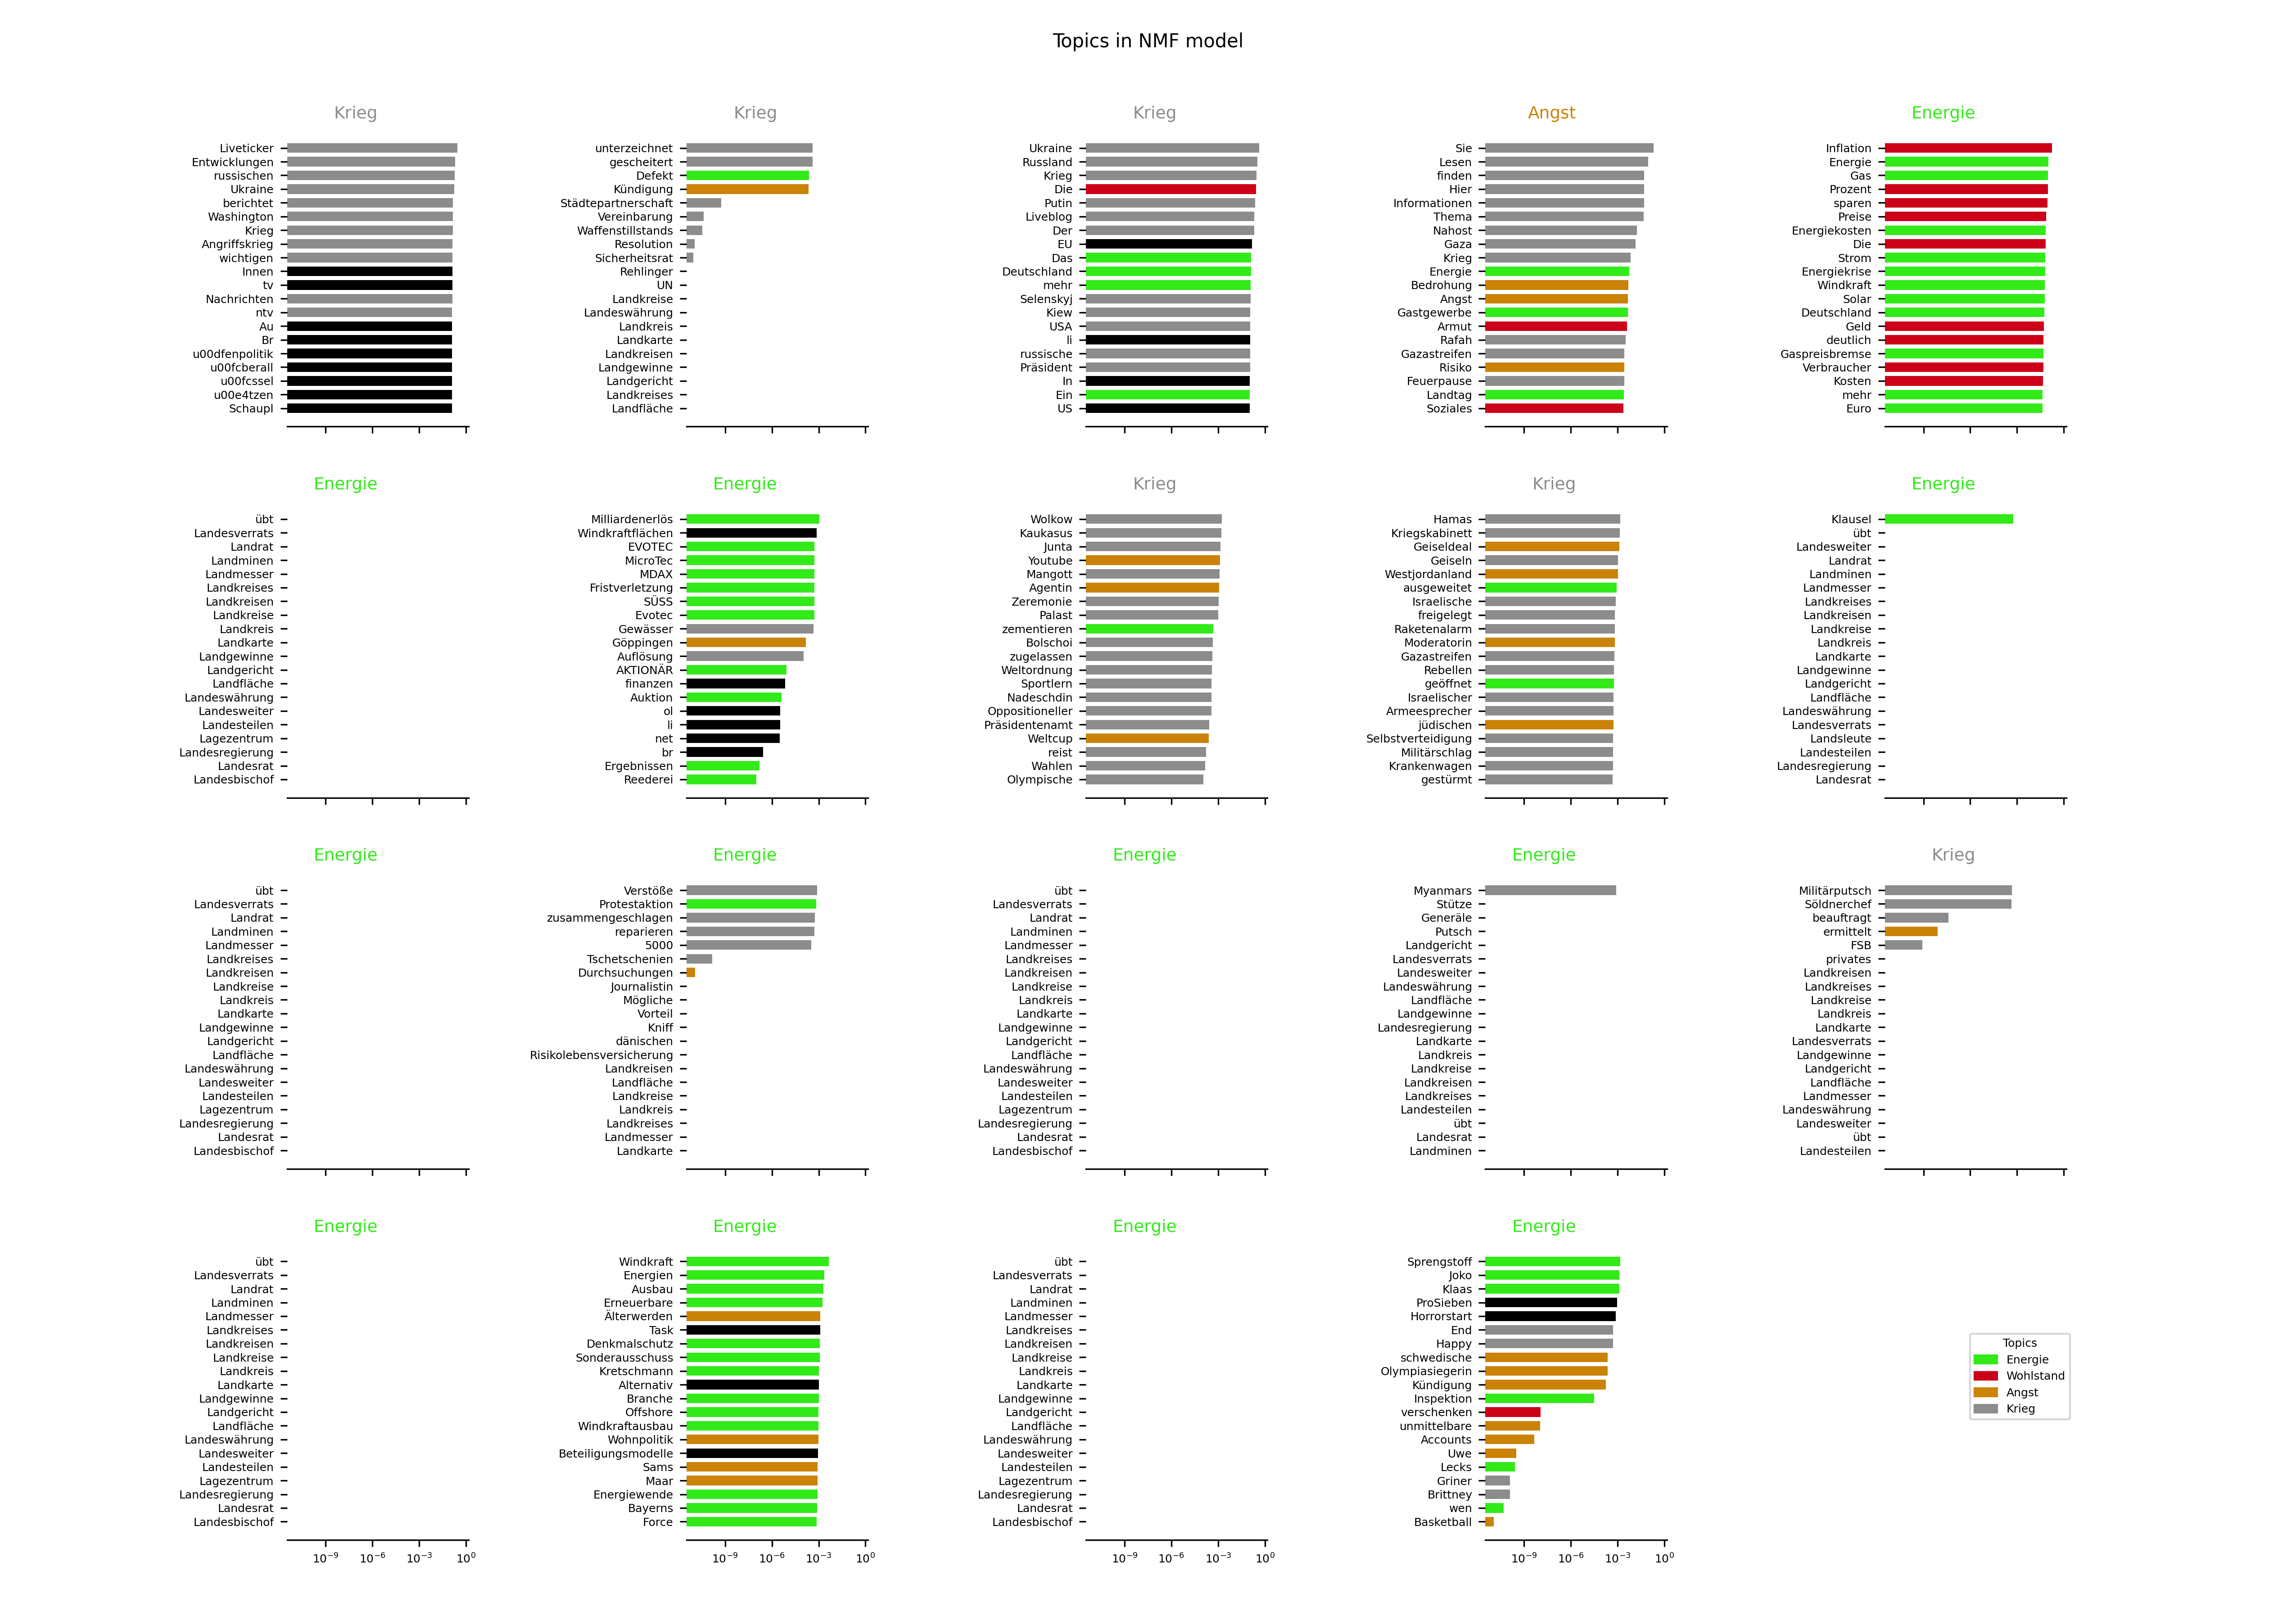 Topics in NMF model
Krieg
Liveticker
Entwicklungen
russischen
Ukraine
berichtet
Washington
Krieg
Angriffskrieg
wichtigen
Innen
tv
Nachrichten
ntv
Au
Br
u00dfenpolitik
u00fcberall
u00fcssel
u00e4tzen
Schaupl
Krieg
unterzeichnet
gescheitert
Defekt
Kündigung
Städtepartnerschaft
Vereinbarung
Waffenstillstands
Resolution
Sicherheitsrat
Rehlinger
UN
Landkreise
Landeswährung
Landkreis
Landkarte
Landkreisen
Landgewinne
Landgericht
Landkreises
Landfläche
Krieg
Ukraine
Russland
Krieg
Die
Putin
Liveblog
Der
EU
Das
Deutschland
mehr
Selenskyj
Kiew
USA
li
russische
Präsident
In
Ein
US
Angst
Sie
Lesen
finden
Hier
Informationen
Thema
Nahost
Gaza
Krieg
Energie
Bedrohung
Angst
Gastgewerbe
Armut
Rafah
Gazastreifen
Risiko
Feuerpause
Landtag
Soziales
Energie
Inflation
Energie
Gas
Prozent
sparen
Preise
Energiekosten
Die
Strom
Energiekrise
Windkraft
Solar
Deutschland
Geld
deutlich
Gaspreisbremse
Verbraucher
Kosten
mehr
Euro
Energie
übt
Landesverrats
Landrat
Landminen
Landmesser
Landkreises
Landkreisen
Landkreise
Landkreis
Landkarte
Landgewinne
Landgericht
Landfläche
Landeswährung
Landesweiter
Landesteilen
Lagezentrum
Landesregierung
Landesrat
Landesbischof
Energie
Milliardenerlös
Windkraftflächen
EVOTEC
MicroTec
MDAX
Fristverletzung
SÜSS
Evotec
Gewässer
Göppingen
Auflösung
AKTIONÄR
finanzen
Auktion
ol
li
net
br
Ergebnissen
Reederei
Krieg
Wolkow
Kaukasus
Junta
Youtube
Mangott
Agentin
Zeremonie
Palast
zementieren
Bolschoi
zugelassen
Weltordnung
Sportlern
Nadeschdin
Oppositioneller
Präsidentenamt
Weltcup
reist
Wahlen
Olympische
Krieg
Hamas
Kriegskabinett
Geiseldeal
Geiseln
Westjordanland
ausgeweitet
Israelische
freigelegt
Raketenalarm
Moderatorin
Gazastreifen
Rebellen
geöffnet
Israelischer
Armeesprecher
jüdischen
Selbstverteidigung
Militärschlag
Krankenwagen
gestürmt
Energie
Klausel
übt
Landesweiter
Landrat
Landminen
Landmesser
Landkreises
Landkreisen
Landkreise
Landkreis
Landkarte
Landgewinne
Landgericht
Landfläche
Landeswährung
Landesverrats
Landsleute
Landesteilen
Landesregierung
Landesrat
Energie
übt
Landesverrats
Landrat
Landminen
Landmesser
Landkreises
Landkreisen
Landkreise
Landkreis
Landkarte
Landgewinne
Landgericht
Landfläche
Landeswährung
Landesweiter
Landesteilen
Lagezentrum
Landesregierung
Landesrat
Landesbischof
Energie
Verstöße
Protestaktion
zusammengeschlagen
reparieren
5000
Tschetschenien
Durchsuchungen
Journalistin
Mögliche
Vorteil
Kniff
dänischen
Risikolebensversicherung
Landkreisen
Landfläche
Landkreise
Landkreis
Landkreises
Landmesser
Landkarte
Energie
übt
Landesverrats
Landrat
Landminen
Landmesser
Landkreises
Landkreisen
Landkreise
Landkreis
Landkarte
Landgewinne
Landgericht
Landfläche
Landeswährung
Landesweiter
Landesteilen
Lagezentrum
Landesregierung
Landesrat
Landesbischof
Energie
Myanmars
Stütze
Generäle
Putsch
Landgericht
Landesverrats
Landesweiter
Landeswährung
Landfläche
Landgewinne
Landesregierung
Landkarte
Landkreis
Landkreise
Landkreisen
Landkreises
Landesteilen
übt
Landesrat
Landminen
Krieg
Militärputsch
Söldnerchef
beauftragt
ermittelt
FSB
privates
Landkreisen
Landkreises
Landkreise
Landkreis
Landkarte
Landesverrats
Landgewinne
Landgericht
Landfläche
Landmesser
Landeswährung
Landesweiter
übt
Landesteilen
Energie
übt
Landesverrats
Landrat
Landminen
Landmesser
Landkreises
Landkreisen
Landkreise
Landkreis
Landkarte
Landgewinne
Landgericht
Landfläche
Landeswährung
Landesweiter
Landesteilen
Lagezentrum
Landesregierung
Landesrat
Landesbischof
10⁻⁹ 10⁻⁶ 10⁻³ 10⁰
Energie
Windkraft
Energien
Ausbau
Erneuerbare
Älterwerden
Task
Denkmalschutz
Sonderausschuss
Kretschmann
Alternativ
Branche
Offshore
Windkraftausbau
Wohnpolitik
Beteiligungsmodelle
Sams
Maar
Energiewende
Bayerns
Force
10⁻⁹ 10⁻⁶ 10⁻³ 10⁰
Energie
übt
Landesverrats
Landrat
Landminen
Landmesser
Landkreises
Landkreisen
Landkreise
Landkreis
Landkarte
Landgewinne
Landgericht
Landfläche
Landeswährung
Landesweiter
Landesteilen
Lagezentrum
Landesregierung
Landesrat
Landesbischof
10⁻⁹ 10⁻⁶ 10⁻³ 10⁰
Energie
Sprengstoff
Joko
Klaas
ProSieben
Horrorstart
End
Happy
schwedische
Olympiasiegerin
Kündigung
Inspektion
verschenken
unmittelbare
Accounts
Uwe
Lecks
Griner
Brittney
wen
Basketball
10⁻⁹ 10⁻⁶ 10⁻³ 10⁰
Topics
Energie
Wohlstand
Angst
Krieg